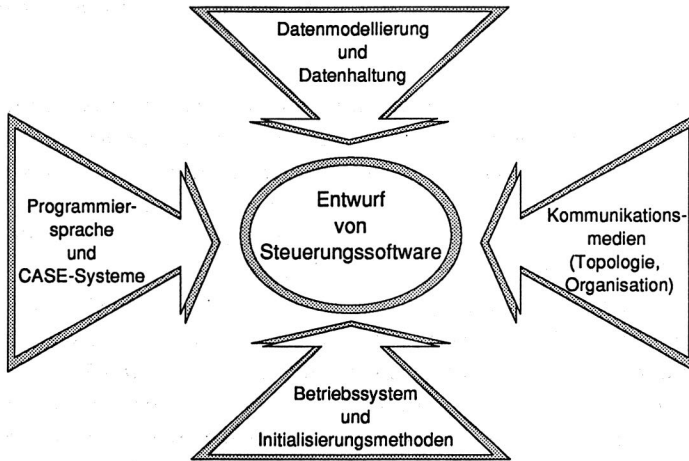 Datenmodellierung
und
Datenhaltung
Programmier-
sprache
und
CASE-Systeme
Entwurf
von
Steuerungssoftware
Kommunikations-
medien
(Topologie,
Organisation)
Betriebssystem
und
Initialisierungsmethoden